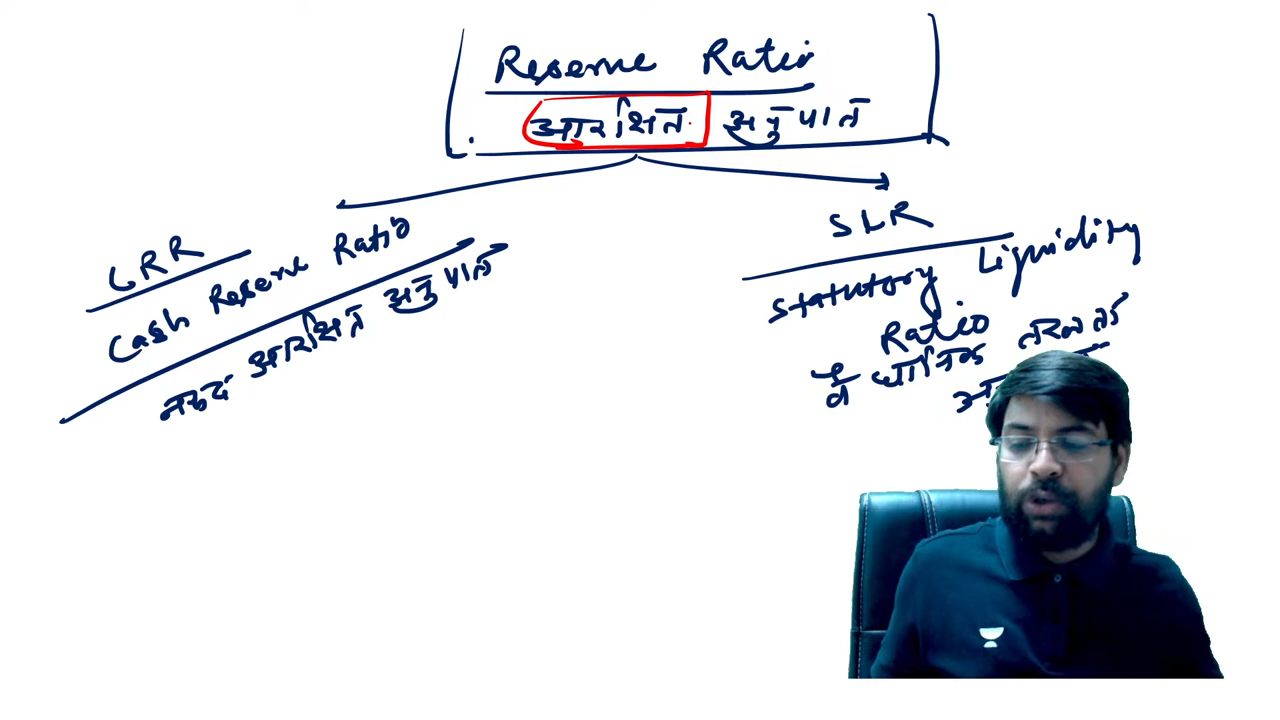 Reserve Ratio
आरक्षित अनुपात
CRR
Cash Reserve Ratio
नकद आरक्षित अनुपात
SLR
Statutory Liquidity
Ratio
वैधानिक तरलता